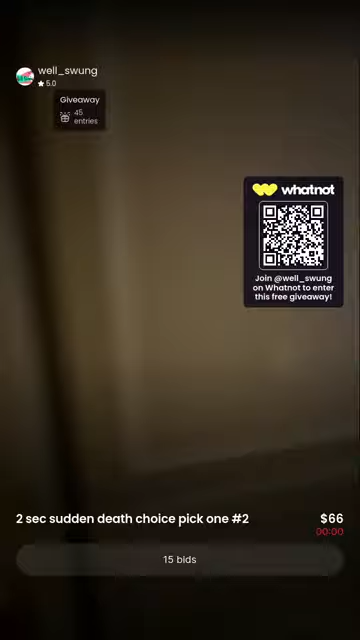 well_swung
5.0
Giveaway
45
entries
whatnot
Join @well_swung
on Whatnot to enter
this free giveaway!
2 sec sudden death choice pick one #2
$66
00:00
15 bids